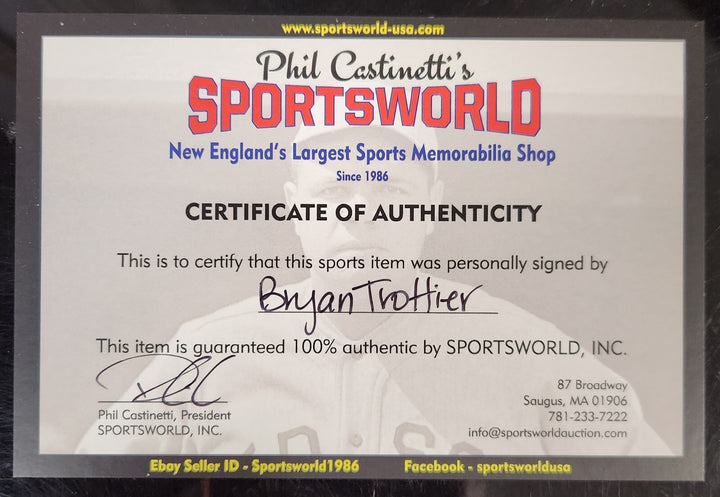 www.sportsworld-usa.com
Phil Castinetti's
SPORTSWORLD
New England's Largest Sports Memorabilia Shop
Since 1986
CERTIFICATE OF AUTHENTICITY
This is to certify that this sports item was personally signed by
Bryan Trottier
This item is guaranteed 100% authentic by SPORTSWORLD, INC.
Phil Castinetti, President
SPORTSWORLD, INC.
87 Broadway
Saugus, MA 01906
781-233-7222
info@sportsworldauction.com
Ebay Seller ID - Sportsworld1986
Facebook - sportsworldusa